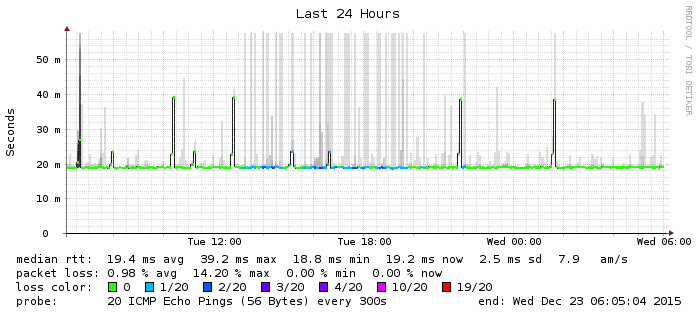 Last 24 Hours
RRDTOOL / TOBI OETIKER
Seconds
50 m
40 m
30 m
20 m
10 m
0
Tue 12:00 Tue 18:00 Wed 00:00 Wed 06:00
median rtt: 19.4 ms avg 39.2 ms max 18.8 ms min 19.2 ms now 2.5 ms sd 7.9 am/s
packet loss: 0.98 % avg 14.20 % max 0.00 % min 0.00 % now
loss color: 0 1/20 2/20 3/20 4/20 10/20 19/20
probe: 20 ICMP Echo Pings (56 Bytes) every 300s end: Wed Dec 23 06:05:04 2015